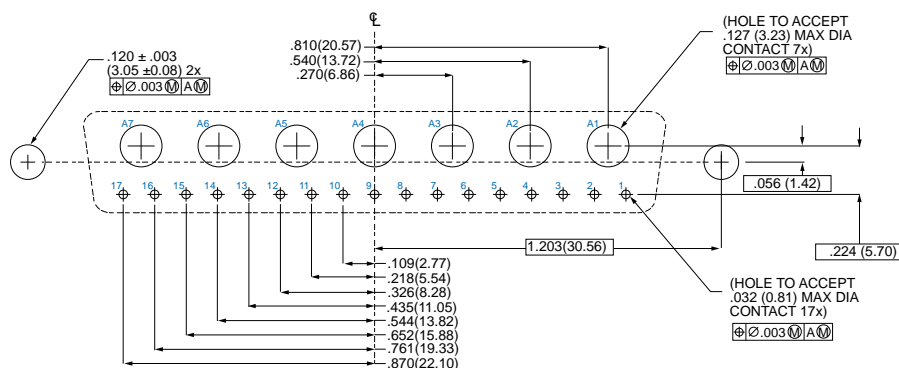 ℄
.810(20.57)
.540(13.72)
.270(6.86)
.120 ± .003
(3.05 ±0.08) 2x
⌖ Ø.003 Ⓜ A Ⓜ
(HOLE TO ACCEPT
.127 (3.23) MAX DIA
CONTACT 7x)
⌖ Ø.003 Ⓜ A Ⓜ
A7 A6 A5 A4 A3 A2 A1
17 16 15 14 13 12 11 10 9 8 7 6 5 4 3 2 1
.056 (1.42)
1.203(30.56)
.224 (5.70)
.109(2.77)
.218(5.54)
.326(8.28)
.435(11.05)
.544(13.82)
.652(15.88)
.761(19.33)
.870(22.10)
(HOLE TO ACCEPT
.032 (0.81) MAX DIA
CONTACT 17x)
⌖ Ø.003 Ⓜ A Ⓜ